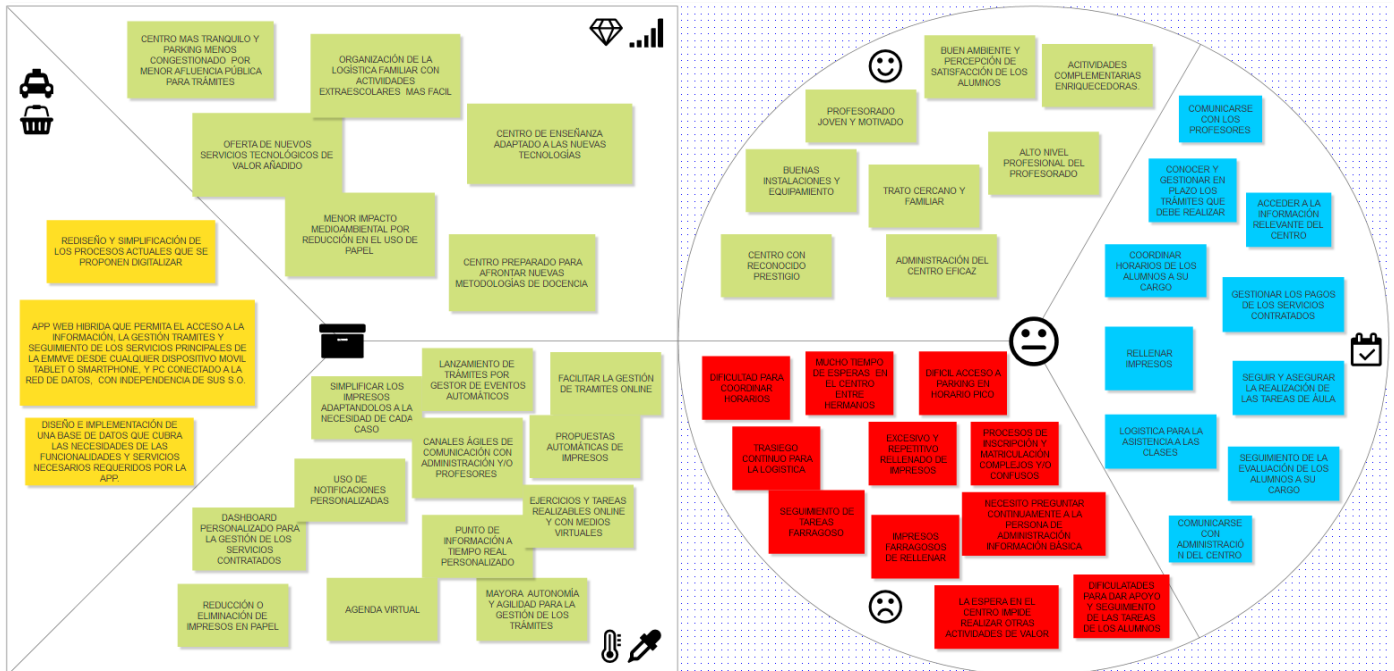 CENTRO MAS TRANQUILO Y
PARKING MENOS
CONGESTIONADO POR
MENOR AFLUENCIA PÚBLICA
PARA TRÁMITES
ORGANIZACIÓN DE LA
LOGÍSTICA FAMILIAR CON
ACTIVIDADES
EXTRAESCOLARES MAS FACIL
OFERTA DE NUEVOS
SERVICIOS TECNOLÓGICOS DE
VALOR AÑADIDO
CENTRO DE ENSEÑANZA
ADAPTADO A LAS NUEVAS
TECNOLOGÍAS
MENOR IMPACTO
MEDIOAMBIENTAL POR
REDUCCIÓN EN EL USO DE
PAPEL
CENTRO PREPARADO PARA
AFRONTAR NUEVAS
METODOLOGÍAS DE DOCENCIA
REDISEÑO Y SIMPLIFICACIÓN DE
LOS PROCESOS ACTUALES QUE SE
PROPONEN DIGITALIZAR
APP WEB HIBRIDA QUE PERMITA EL ACCESO A LA
INFORMACIÓN, LA GESTIÓN TRAMITES Y
SEGUIMIENTO DE LOS SERVICIOS PRINCIPALES DE
LA EMMVE DESDE CUALQUIER DISPOSITIVO MOVIL
TABLET O SMARTPHONE, Y PC CONECTADO A LA
RED DE DATOS, CON INDEPENDENCIA DE SUS S.O.
DISEÑO E IMPLEMENTACIÓN DE
UNA BASE DE DATOS QUE CUBRA
LAS NECESIDADES DE LAS
FUNCIONALIDADES Y SERVICIOS
NECESARIOS REQUERIDOS POR LA
APP.
SIMPLIFICAR LOS
IMPRESOS
ADAPTANDOLOS A LA
NECESIDAD DE CADA
CASO
LANZAMIENTO DE
TRÁMITES POR
GESTOR DE EVENTOS
AUTOMÁTICOS
FACILITAR LA GESTIÓN
DE TRAMITES ONLINE
CANALES ÁGILES DE
COMUNICACIÓN CON
ADMINISTRACIÓN Y/O
PROFESORES
PROPUESTAS
AUTOMÁTICAS DE
IMPRESOS
USO DE
NOTIFICACIONES
PERSONALIZADAS
EJERCICIOS Y TAREAS
REALIZABLES ONLINE
Y CON MEDIOS
VIRTUALES
DASHBOARD
PERSONALIZADO PARA
LA GESTIÓN DE LOS
SERVICIOS
CONTRATADOS
PUNTO DE
INFORMACIÓN A
TIEMPO REAL
PERSONALIZADO
REDUCCIÓN O
ELIMINACIÓN DE
IMPRESOS EN PAPEL
AGENDA VIRTUAL
MAYORA AUTONOMÍA
Y AGILIDAD PARA LA
GESTIÓN DE LOS
TRÁMITES
BUEN AMBIENTE Y
PERCEPCIÓN DE
SATISFACCIÓN DE LOS
ALUMNOS
ACITIVIDADES
COMPLEMENTARIAS
ENRIQUECEDORAS.
PROFESORADO
JOVEN Y MOTIVADO
ALTO NIVEL
PROFESIONAL DEL
PROFESORADO
BUENAS
INSTALACIONES Y
EQUIPAMIENTO
TRATO CERCANO Y
FAMILIAR
CENTRO CON
RECONOCIDO
PRESTIGIO
ADMINISTRACIÓN DEL
CENTRO EFICAZ
COMUNICARSE
CON LOS
PROFESORES
CONOCER Y
GESTIONAR EN
PLAZO LOS
TRÁMITES QUE
DEBE REALIZAR
ACCEDER A LA
INFORMACIÓN
RELEVANTE DEL
CENTRO
COORDINAR
HORARIOS DE LOS
ALUMNOS A SU
CARGO
GESTIONAR LOS PAGOS
DE LOS SERVICIOS
CONTRATADOS
RELLENAR
IMPRESOS
SEGUIR Y ASEGURAR
LA REALIZACIÓN DE
LAS TAREAS DE ÁULA
LOGISTICA PARA LA
ASISTENCIA A LAS
CLASES
SEGUIMIENTO DE LA
EVALUACIÓN DE LOS
ALUMNOS A SU
CARGO
COMUNICARSE
CON
ADMINISTRACIÓ
N DEL CENTRO
DIFICULTAD PARA
COORDINAR
HORARIOS
MUCHO TIEMPO
DE ESPERAS EN
EL CENTRO
ENTRE
HERMANOS
DIFICIL ACCESO A
PARKING EN
HORARIO PICO
TRASIEGO
CONTINUO PARA
LA LOGISTICA
EXCESIVO Y
REPETITIVO
RELLENADO DE
IMPRESOS
PROCESOS DE
INSCRIPCIÓN Y
MATRICULACIÓN
COMPLEJOS Y/O
CONFUSOS
SEGUIMIENTO DE
TAREAS
FARRAGOSO
IMPRESOS
FARRAGOSOS
DE RELLENAR
NECESITO PREGUNTAR
CONTINUAMENTE A LA
PERSONA DE
ADMINISTRACIÓN
INFORMACIÓN BÁSICA
LA ESPERA EN EL
CENTRO IMPIDE
REALIZAR OTRAS
ACTIVIDADES DE VALOR
DIFICULATADES
PARA DAR APOYO
Y SEGUIMIENTO
DE LAS TAREAS
DE LOS ALUMNOS